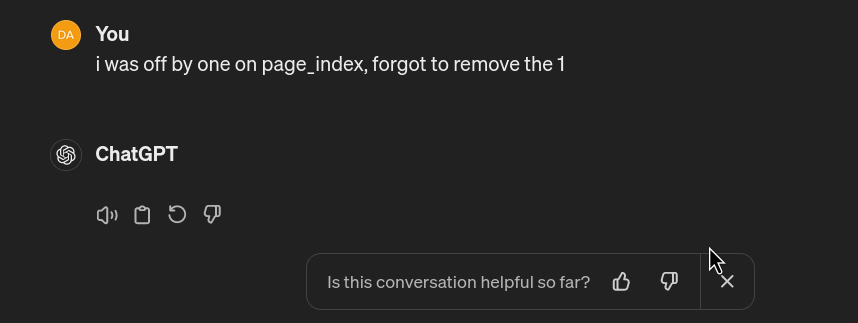 DA
You
i was off by one on page_index, forgot to remove the 1
ChatGPT
Is this conversation helpful so far?